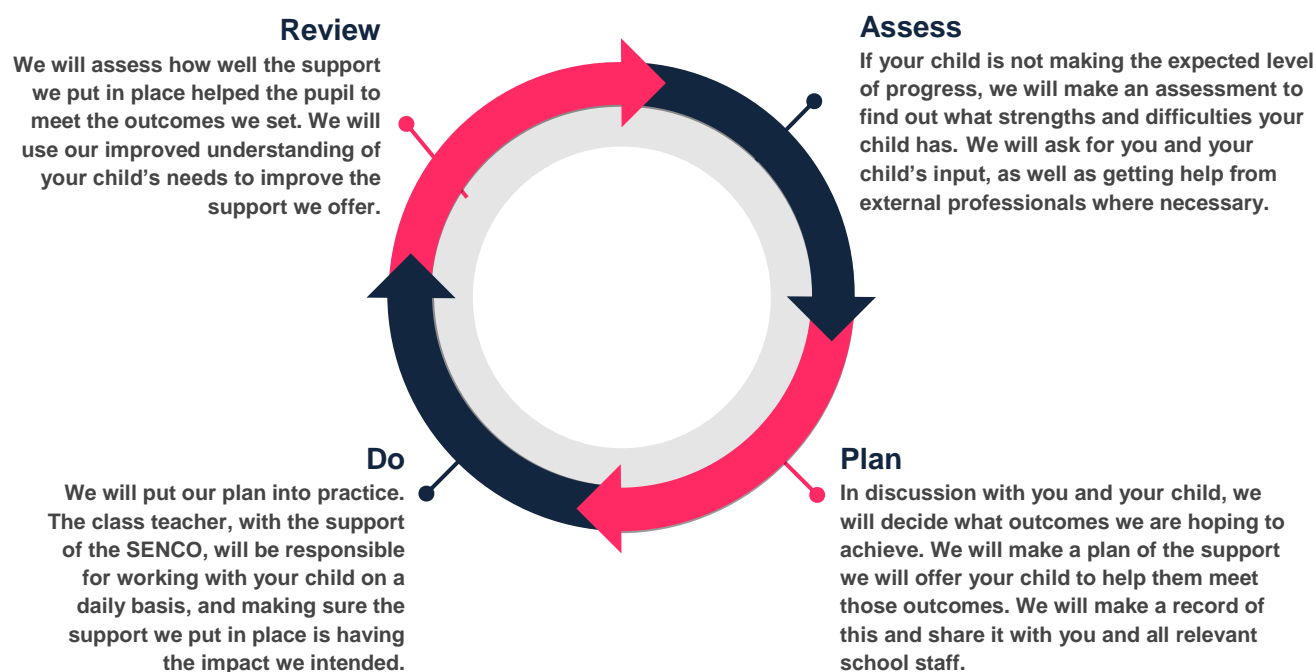 Review
We will assess how well the support
we put in place helped the pupil to
meet the outcomes we set. We will
use our improved understanding of
your child’s needs to improve the
support we offer.
Assess
If your child is not making the expected level
of progress, we will make an assessment to
find out what strengths and difficulties your
child has. We will ask for you and your
child’s input, as well as getting help from
external professionals where necessary.
Do
We will put our plan into practice.
The class teacher, with the support
of the SENCO, will be responsible
for working with your child on a
daily basis, and making sure the
support we put in place is having
the impact we intended.
Plan
In discussion with you and your child, we
will decide what outcomes we are hoping to
achieve. We will make a plan of the support
we will offer your child to help them meet
those outcomes. We will make a record of
this and share it with you and all relevant
school staff.